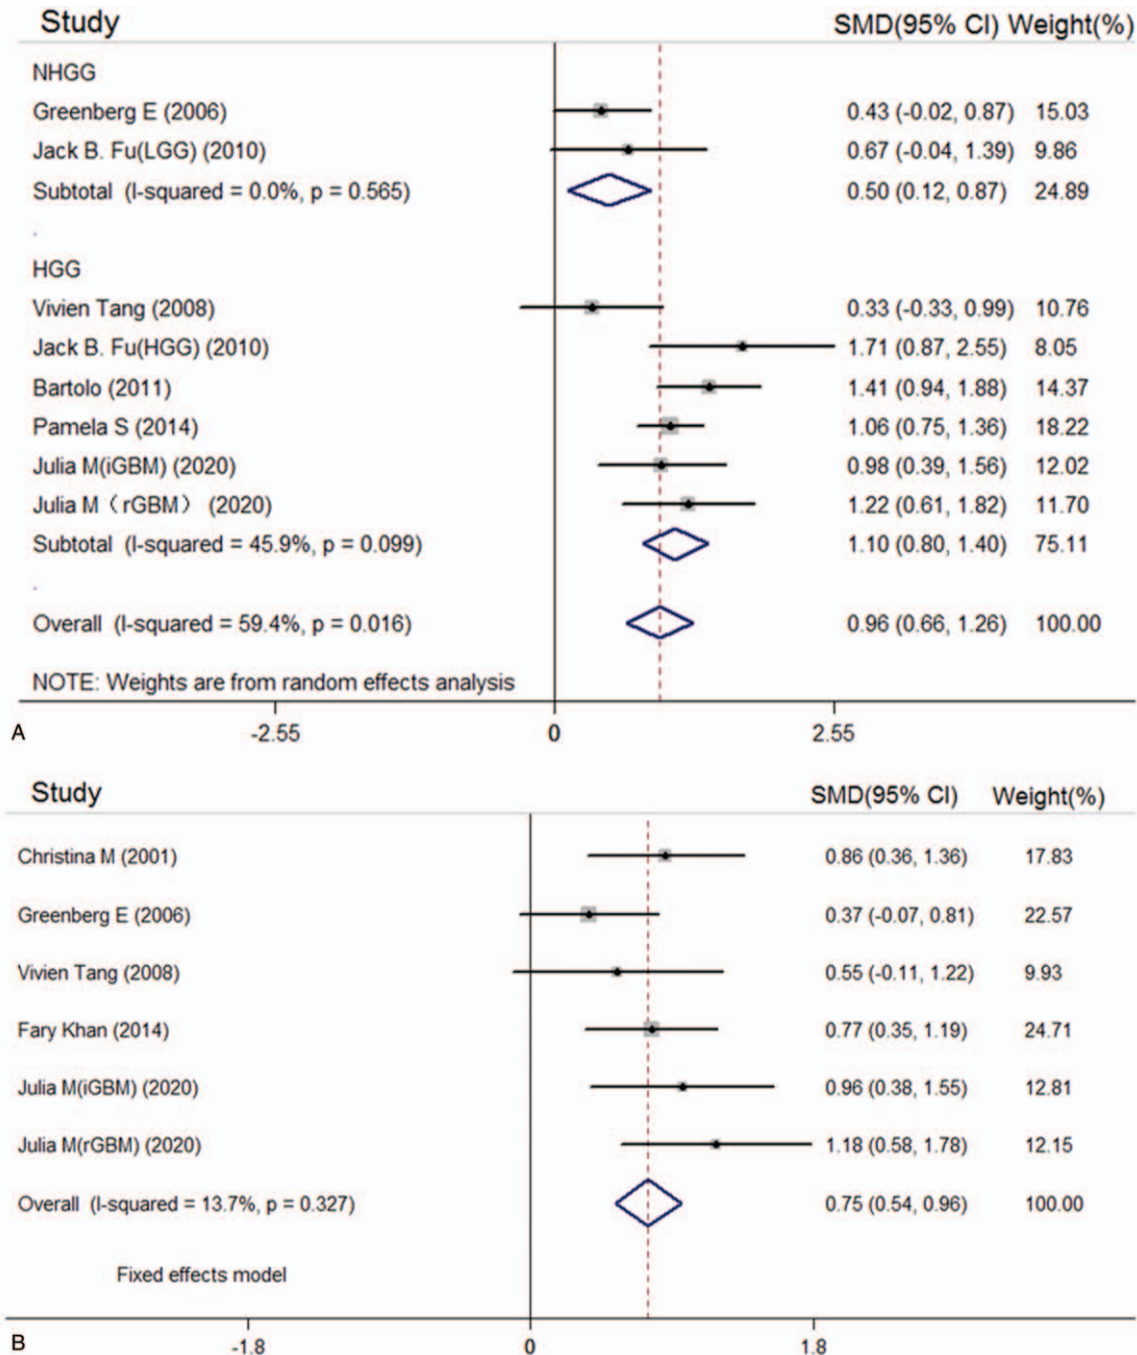 Study SMD(95% CI) Weight(%)
NHGG
Greenberg E (2006) 0.43 (-0.02, 0.87) 15.03
Jack B. Fu(LGG) (2010) 0.67 (-0.04, 1.39) 9.86
Subtotal (I-squared = 0.0%, p = 0.565) 0.50 (0.12, 0.87) 24.89
.
HGG
Vivien Tang (2008) 0.33 (-0.33, 0.99) 10.76
Jack B. Fu(HGG) (2010) 1.71 (0.87, 2.55) 8.05
Bartolo (2011) 1.41 (0.94, 1.88) 14.37
Pamela S (2014) 1.06 (0.75, 1.36) 18.22
Julia M(iGBM) (2020) 0.98 (0.39, 1.56) 12.02
Julia M（rGBM） (2020) 1.22 (0.61, 1.82) 11.70
Subtotal (I-squared = 45.9%, p = 0.099) 1.10 (0.80, 1.40) 75.11
.
Overall (I-squared = 59.4%, p = 0.016) 0.96 (0.66, 1.26) 100.00
NOTE: Weights are from random effects analysis
A -2.55 0 2.55
Study SMD(95% CI) Weight(%)
Christina M (2001) 0.86 (0.36, 1.36) 17.83
Greenberg E (2006) 0.37 (-0.07, 0.81) 22.57
Vivien Tang (2008) 0.55 (-0.11, 1.22) 9.93
Fary Khan (2014) 0.77 (0.35, 1.19) 24.71
Julia M(iGBM) (2020) 0.96 (0.38, 1.55) 12.81
Julia M(rGBM) (2020) 1.18 (0.58, 1.78) 12.15
Overall (I-squared = 13.7%, p = 0.327) 0.75 (0.54, 0.96) 100.00
Fixed effects model
B -1.8 0 1.8